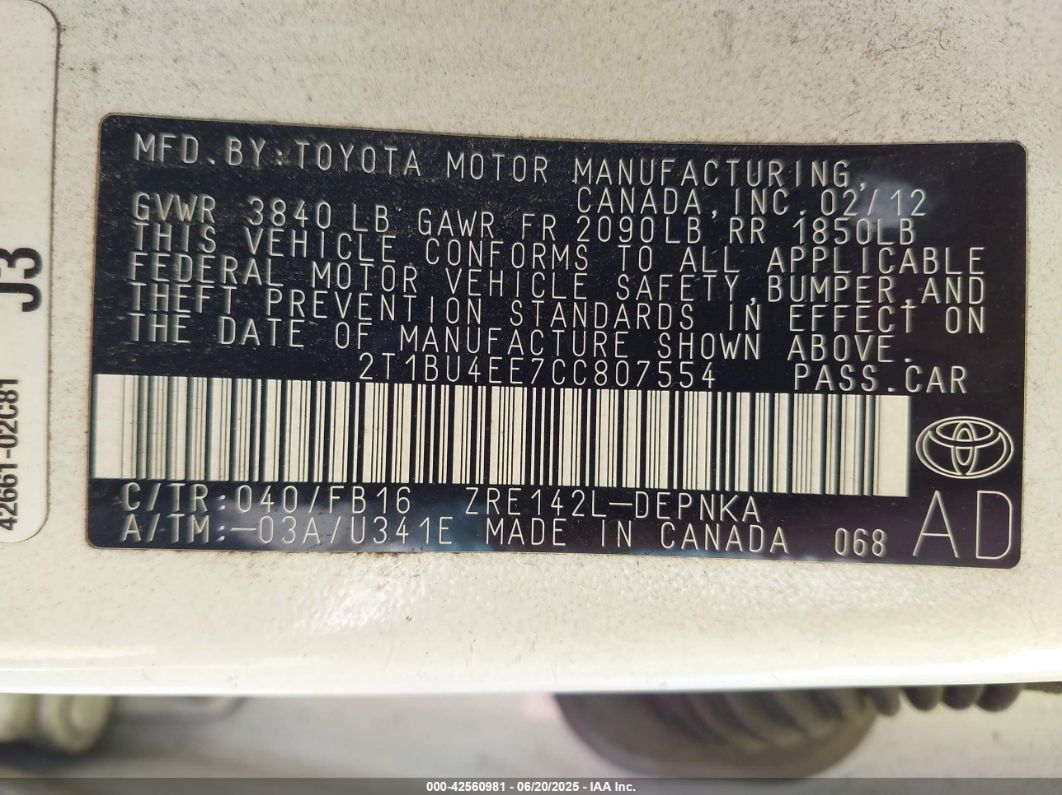 MFD.BY:TOYOTA MOTOR MANUFACTURING,
CANADA,INC.02/12
GVWR 3840 LB GAWR FR 2090LB RR 1850LB
THIS VEHICLE CONFORMS TO ALL APPLICABLE
FEDERAL MOTOR VEHICLE SAFETY,BUMPER,AND
THEFT PREVENTION STANDARDS IN EFFECT ON
THE DATE OF MANUFACTURE SHOWN ABOVE.
2T1BU4EE7CC807554 PASS.CAR
C/TR:040/FB16 ZRE142L-DEPNKA
A/TM:-03A/U341E MADE IN CANADA 068 AD
J3
42661-02C81
000-42560981 - 06/20/2025 - IAA Inc.